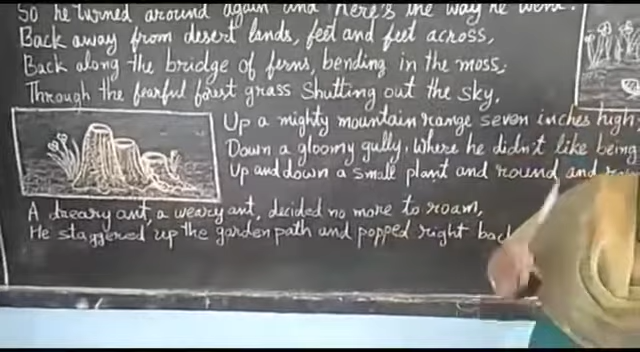 So he turned around again and here's the way he went.
Back away from desert lands, feet and feet across,
Back along the bridge of ferns, bending in the moss;
Through the fearful forest grass Shutting out the sky,
Up a mighty mountain range seven inches high.
Down a gloomy gully, Where he didn't like being
Up and down a small plant and round and
A dreary ant, a weary ant, decided no more to roam,
He staggered up the garden path and popped right back